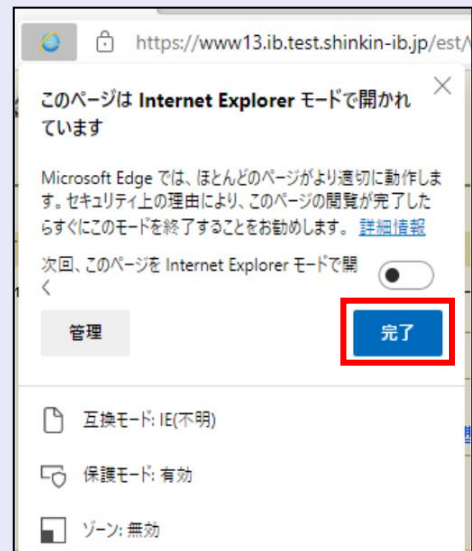 https://www13.ib.test.shinkin-ib.jp/est/
このページは Internet Explorer モードで開かれ
ています
Microsoft Edge では、ほとんどのページがより適切に動作しま
す。セキュリティ上の理由により、このページの閲覧が完了した
らすぐにこのモードを終了することをお勧めします。 詳細情報
次回、このページを Internet Explorer モードで開
く
管理
完了
互換モード: IE(不明)
保護モード: 有効
ゾーン: 無効